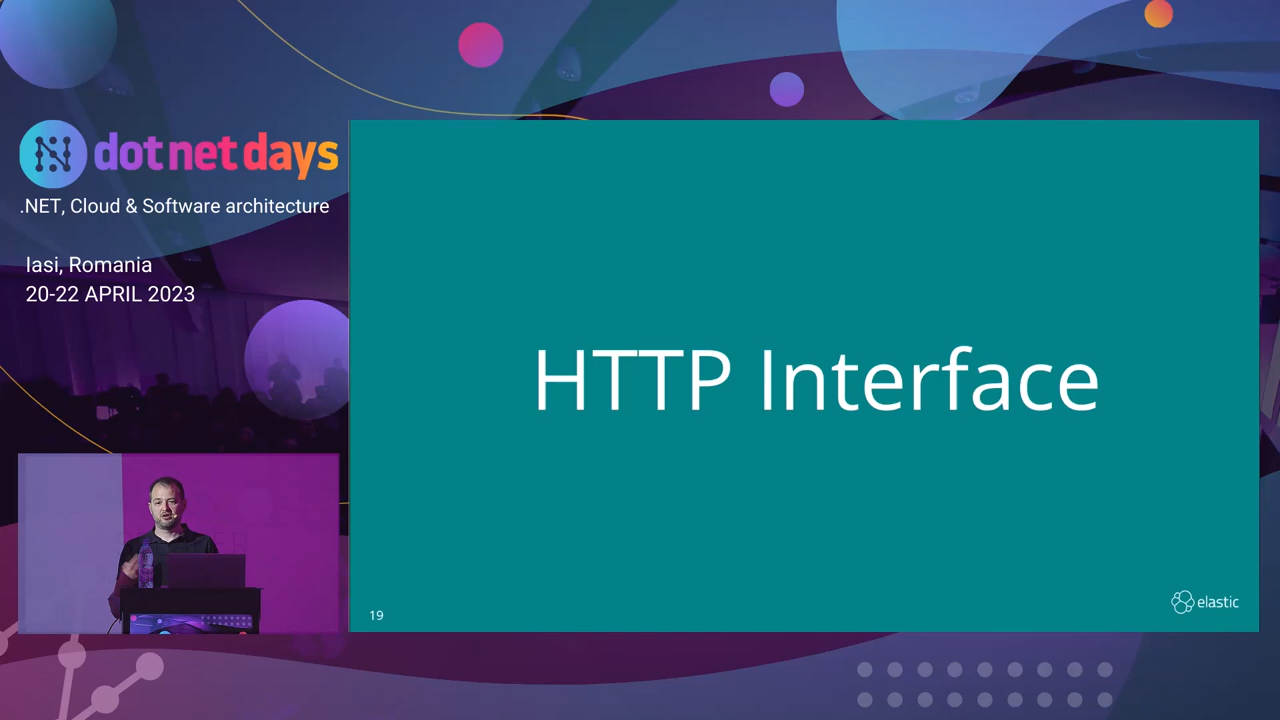 dotnetdays
.NET, Cloud & Software architecture
Iasi, Romania
20-22 APRIL 2023
HTTP Interface
19
elastic